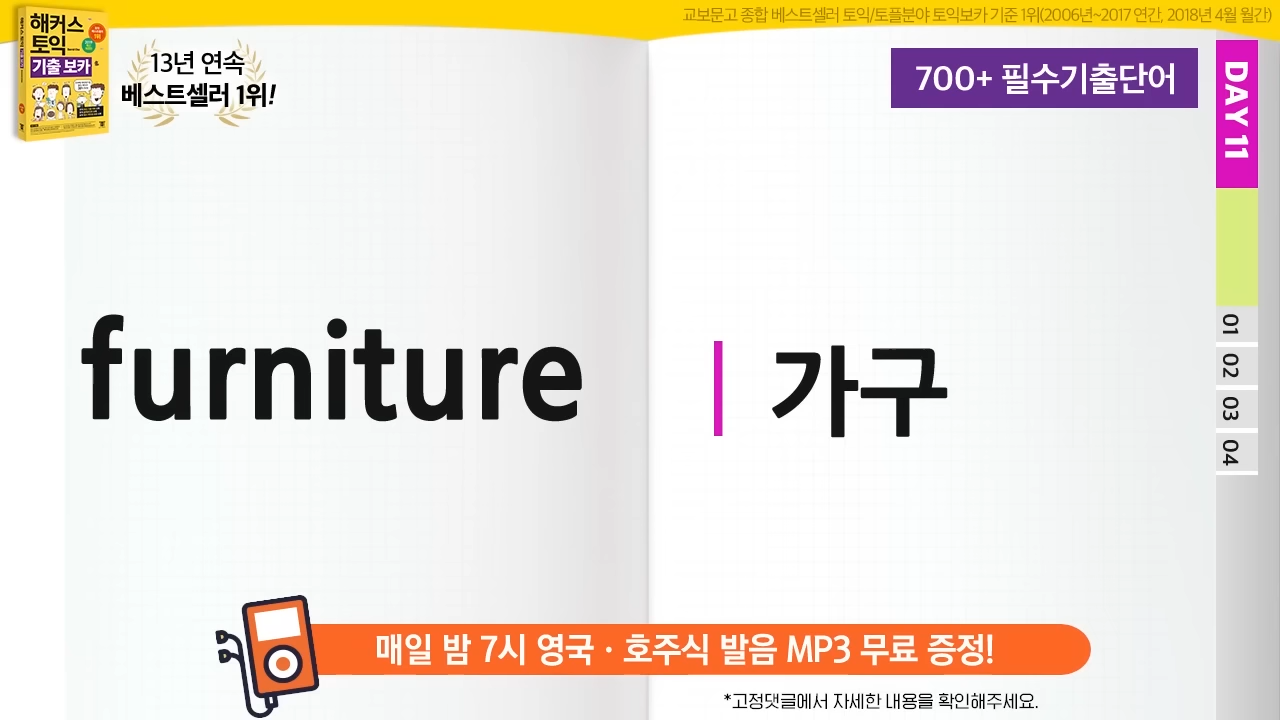 교보문고 종합 베스트셀러 토익/토플분야 토익보카 기준 1위(2006년~2017 연간, 2018년 4월 월간)
해커스
토익
기출 보카
13년 연속
베스트셀러 1위!
700+ 필수기출단어
DAY 11
furniture
가구
01
02
03
04
매일 밤 7시 영국 · 호주식 발음 MP3 무료 증정!
*고정댓글에서 자세한 내용을 확인해주세요.